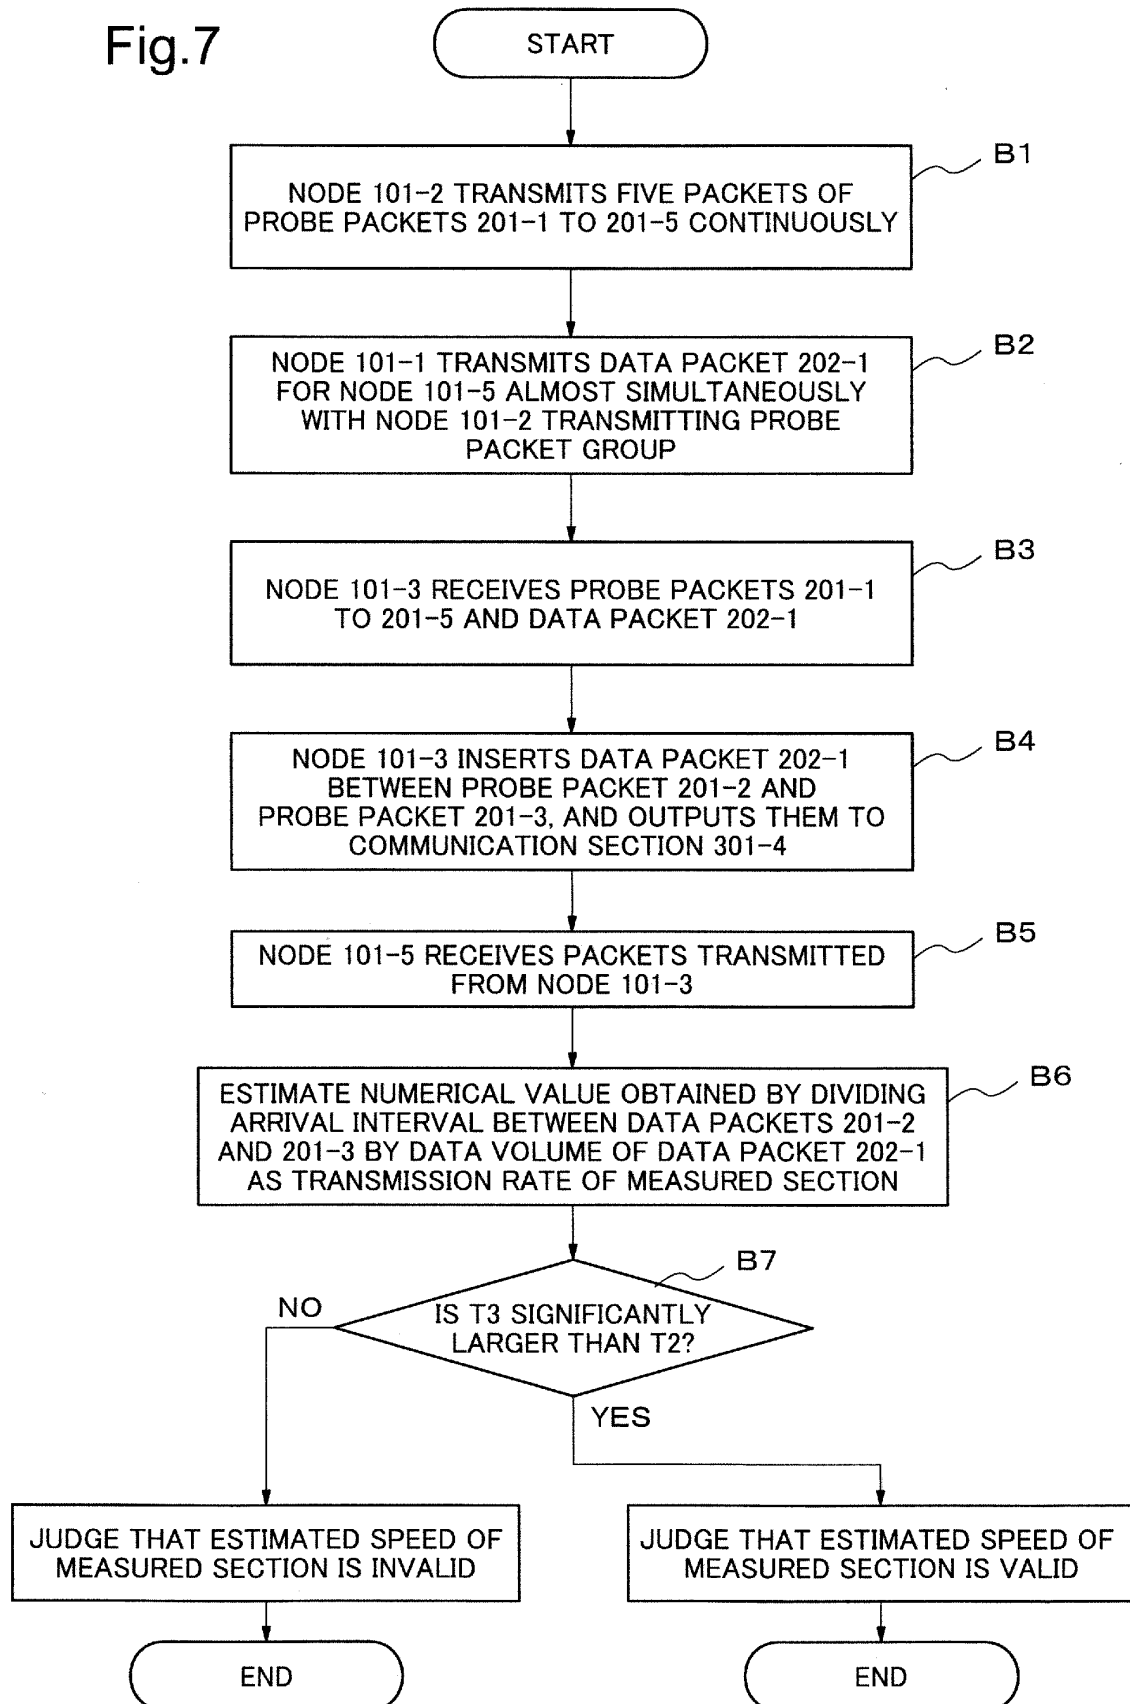 Fig.7
START
B1
NODE 101-2 TRANSMITS FIVE PACKETS OF
PROBE PACKETS 201-1 TO 201-5 CONTINUOUSLY
B2
NODE 101-1 TRANSMITS DATA PACKET 202-1
FOR NODE 101-5 ALMOST SIMULTANEOUSLY
WITH NODE 101-2 TRANSMITTING PROBE
PACKET GROUP
B3
NODE 101-3 RECEIVES PROBE PACKETS 201-1
TO 201-5 AND DATA PACKET 202-1
B4
NODE 101-3 INSERTS DATA PACKET 202-1
BETWEEN PROBE PACKET 201-2 AND
PROBE PACKET 201-3, AND OUTPUTS THEM TO
COMMUNICATION SECTION 301-4
B5
NODE 101-5 RECEIVES PACKETS TRANSMITTED
FROM NODE 101-3
B6
ESTIMATE NUMERICAL VALUE OBTAINED BY DIVIDING
ARRIVAL INTERVAL BETWEEN DATA PACKETS 201-2
AND 201-3 BY DATA VOLUME OF DATA PACKET 202-1
AS TRANSMISSION RATE OF MEASURED SECTION
B7
IS T3 SIGNIFICANTLY
LARGER THAN T2?
NO
YES
JUDGE THAT ESTIMATED SPEED OF
MEASURED SECTION IS INVALID
JUDGE THAT ESTIMATED SPEED OF
MEASURED SECTION IS VALID
END
END